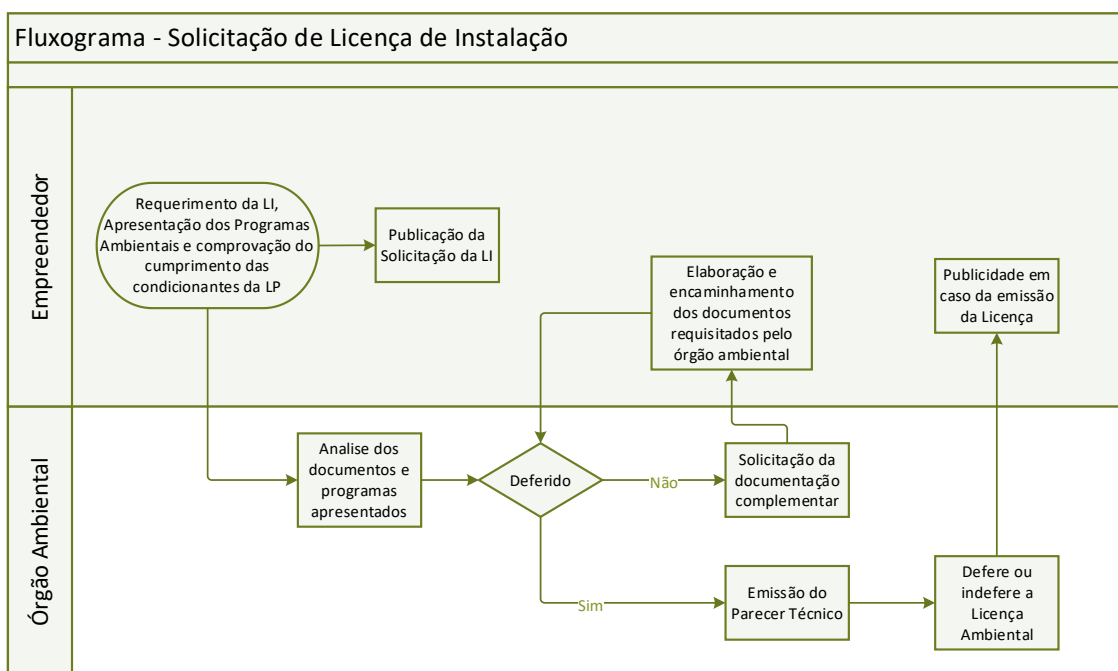 Fluxograma - Solicitação de Licença de Instalação
Empreendedor
Requerimento da LI,
Apresentação dos Programas
Ambientais e comprovação do
cumprimento das
condicionantes da LP
Publicação da
Solicitação da LI
Elaboração e
encaminhamento
dos documentos
requisitados pelo
órgão ambiental
Publicidade em
caso da emissão
da Licença
Órgão Ambiental
Analise dos
documentos e
programas
apresentados
Deferido
Não
Solicitação da
documentação
complementar
Sim
Emissão do
Parecer Técnico
Defere ou
indefere a
Licença
Ambiental